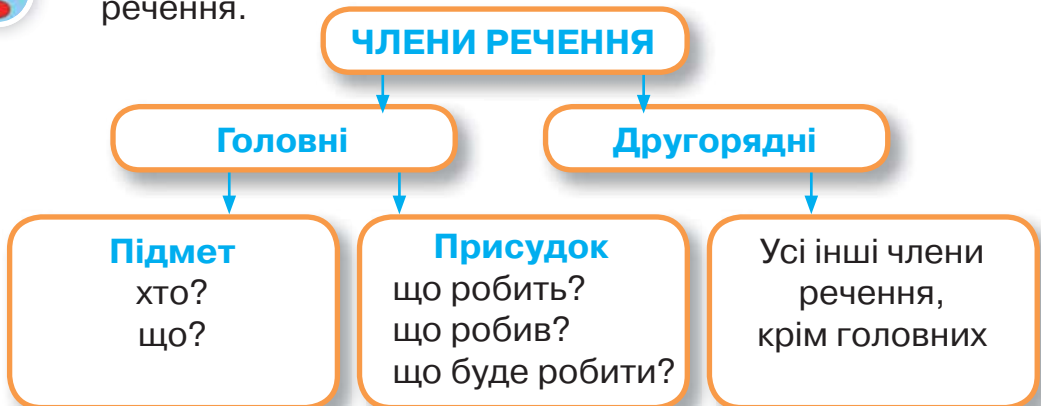 речення.
ЧЛЕНИ РЕЧЕННЯ
Головні
Другорядні
Підмет
хто?
що?
Присудок
що робить?
що робив?
що буде робити?
Усі інші члени
речення,
крім головних